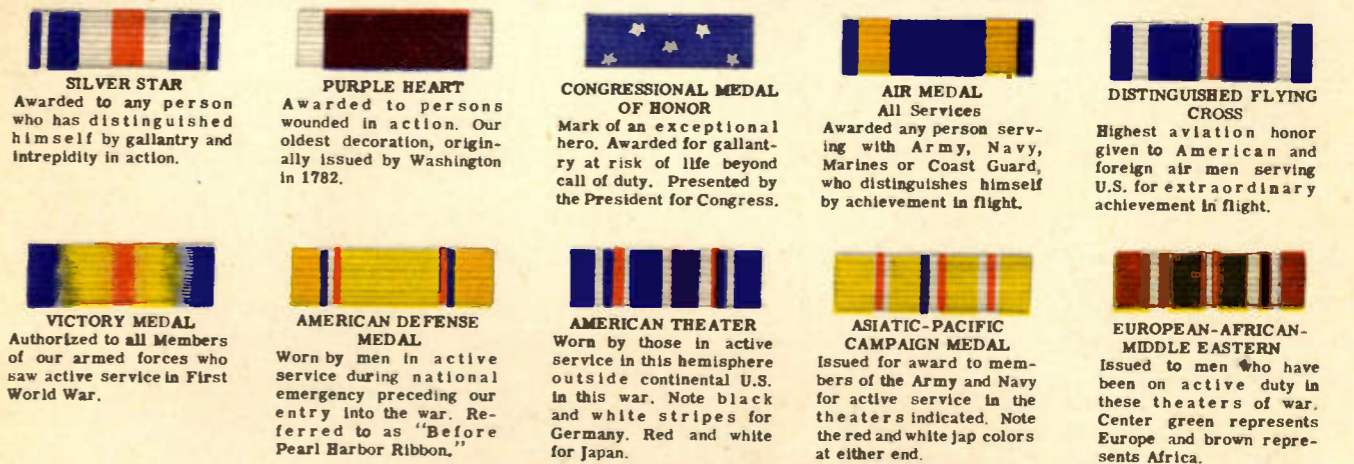 SILVER STAR
Awarded to any person
who has distinguished
himself by gallantry and
intrepidity in action.
PURPLE HEART
Awarded to persons
wounded in action. Our
oldest decoration, origin-
ally issued by Washington
in 1782.
CONGRESSIONAL MEDAL
OF HONOR
Mark of an exceptional
hero. Awarded for gallant-
ry at risk of life beyond
call of duty. Presented by
the President for Congress.
AIR MEDAL
All Services
Awarded any person serv-
ing with Army, Navy,
Marines or Coast Guard,
who distinguishes himself
by achievement in flight.
DISTINGUISHED FLYING
CROSS
Highest aviation honor
given to American and
foreign air men serving
U.S. for extraordinary
achievement in flight.
VICTORY MEDAL
Authorized to all Members
of our armed forces who
saw active service in First
World War.
AMERICAN DEFENSE
MEDAL
Worn by men in active
service during national
emergency preceding our
entry into the war. Re-
ferred to as "Before
Pearl Harbor Ribbon."
AMERICAN THEATER
Worn by those in active
service in this hemisphere
outside continental U.S.
in this war. Note black
and white stripes for
Germany. Red and white
for Japan.
ASIATIC-PACIFIC
CAMPAIGN MEDAL
Issued for award to mem-
bers of the Army and Navy
for active service in the
theaters indicated. Note
the red and white jap colors
at either end.
EUROPEAN-AFRICAN-
MIDDLE EASTERN
Issued to men who have
been on active duty in
these theaters of war.
Center green represents
Europe and brown repre-
sents Africa.